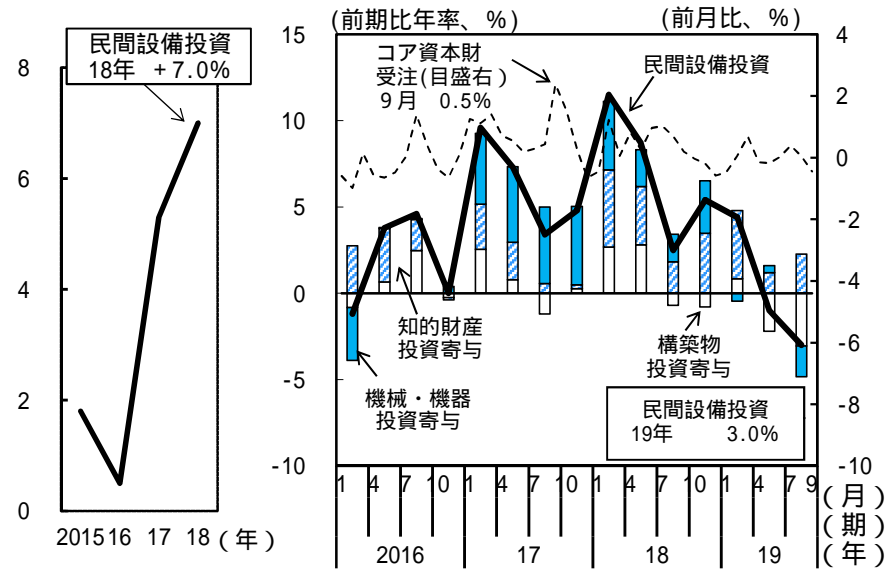 民間設備投資
18年 +7.0%
8
6
4
2
0
2015 16 17 18 (年)
(前期比年率、%)
(前月比、%)
15
10
5
0
-5
-10
4
2
0
-2
-4
-6
-8
-10
コア資本財
受注(目盛右)
9月 0.5%
民間設備投資
知的財産
投資寄与
機械・機器
投資寄与
構築物
投資寄与
民間設備投資
19年 3.0%
1 4 7 10 1 4 7 10 1 4 7 10 1 4 7 9 (月)
(期)
2016 17 18 19 (年)